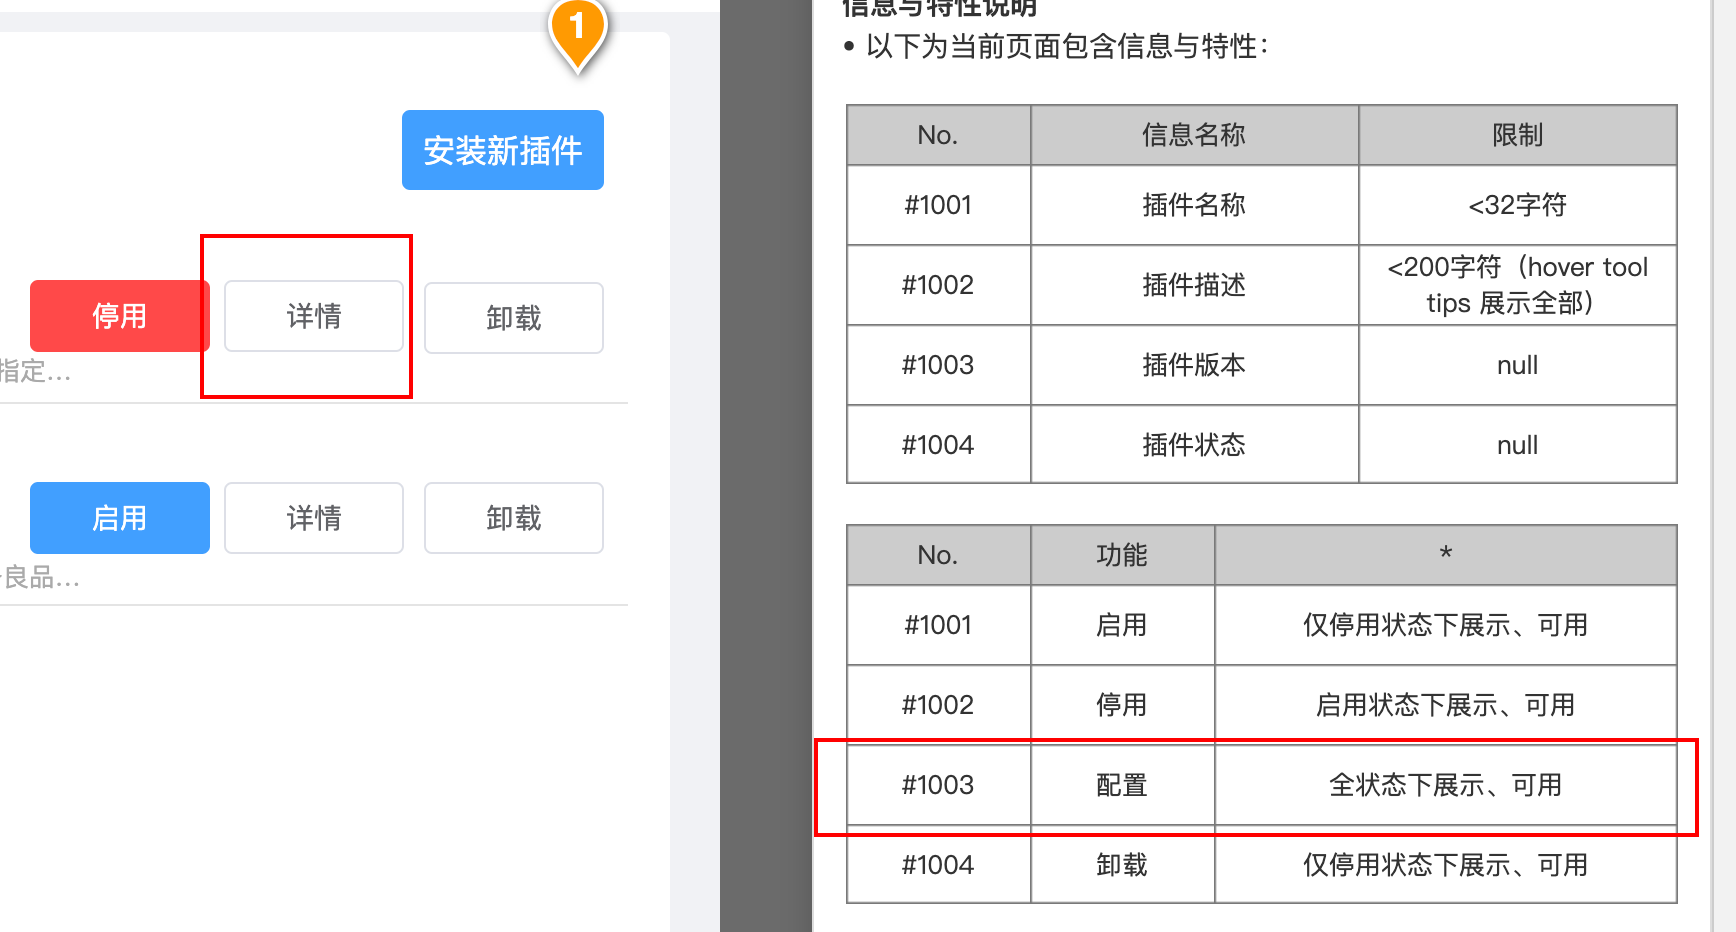 1
安装新插件
停用 详情 卸载
指定...
启用 详情 卸载
良品...
信息与特性说明
• 以下为当前页面包含信息与特性：
No. 信息名称 限制
#1001 插件名称 <32字符
#1002 插件描述 <200字符（hover tool
tips 展示全部）
#1003 插件版本 null
#1004 插件状态 null
No. 功能 *
#1001 启用 仅停用状态下展示、可用
#1002 停用 启用状态下展示、可用
#1003 配置 全状态下展示、可用
#1004 卸载 仅停用状态下展示、可用